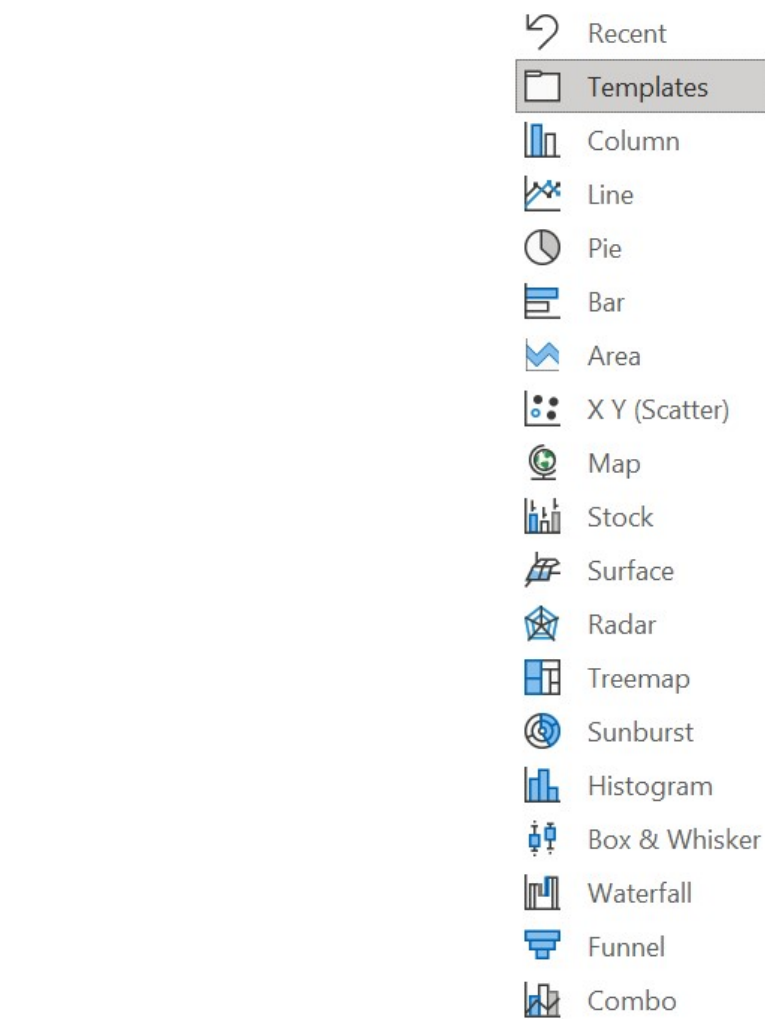 Recent
Templates
Column
Line
Pie
Bar
Area
X Y (Scatter)
Map
Stock
Surface
Radar
Treemap
Sunburst
Histogram
Box & Whisker
Waterfall
Funnel
Combo